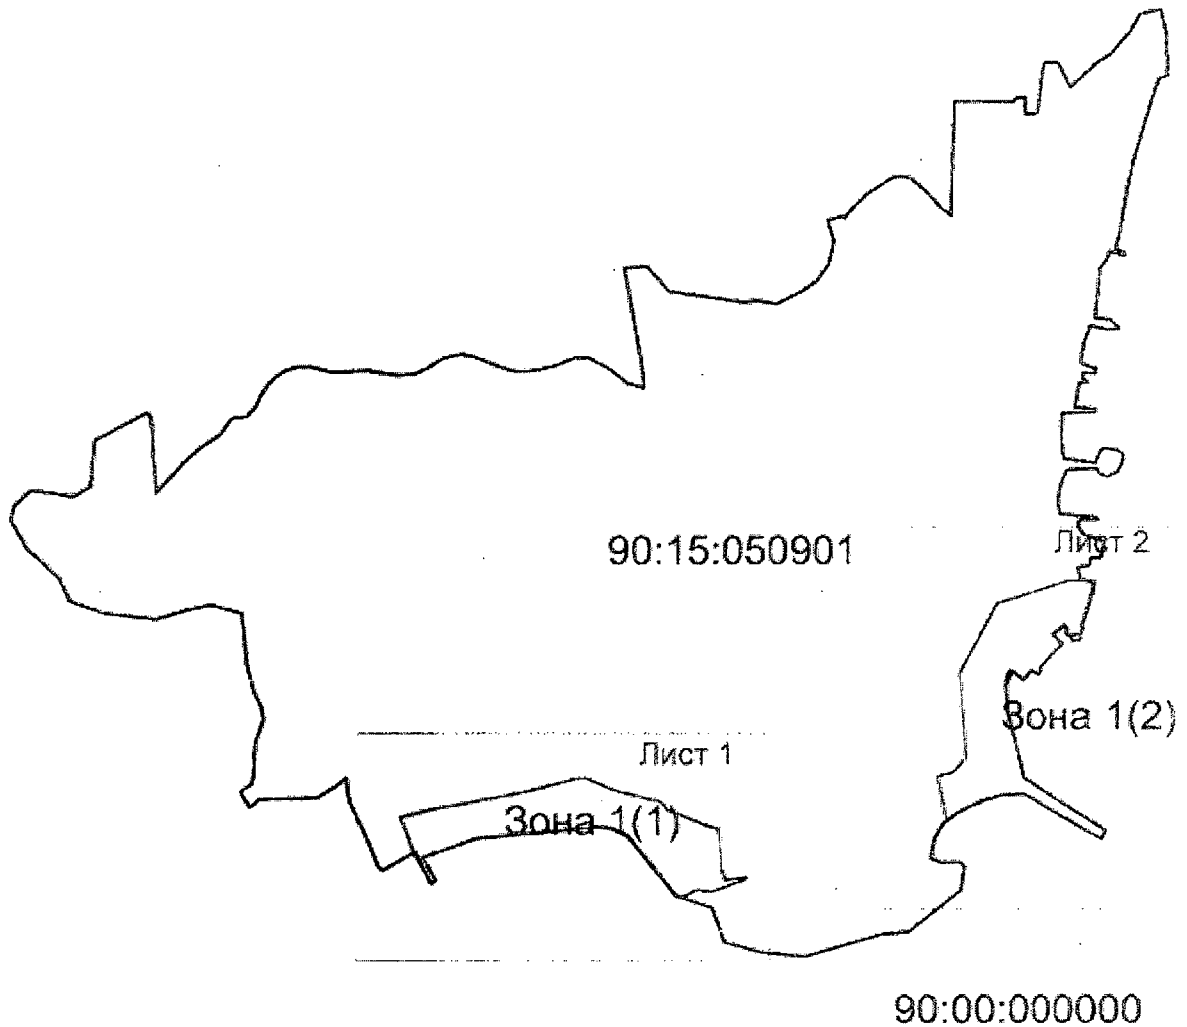 90:15:050901
Лист 2
Зона 1(2)
Лист 1
Зона 1(1)
90:00:000000